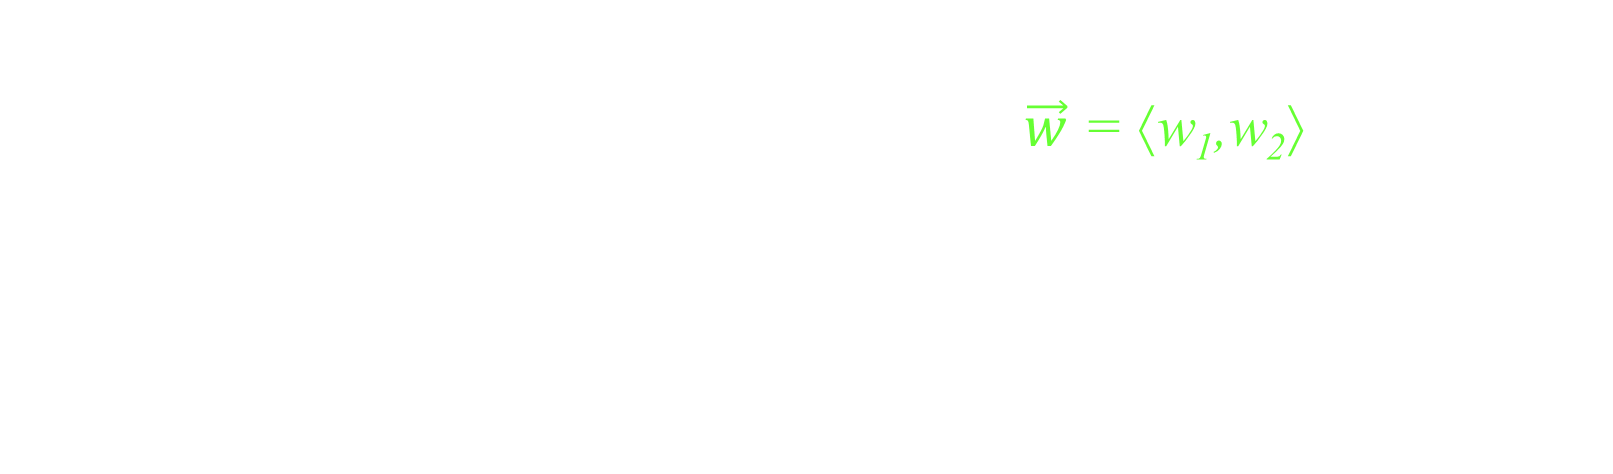 w⃗ = ⟨w₁,w₂⟩